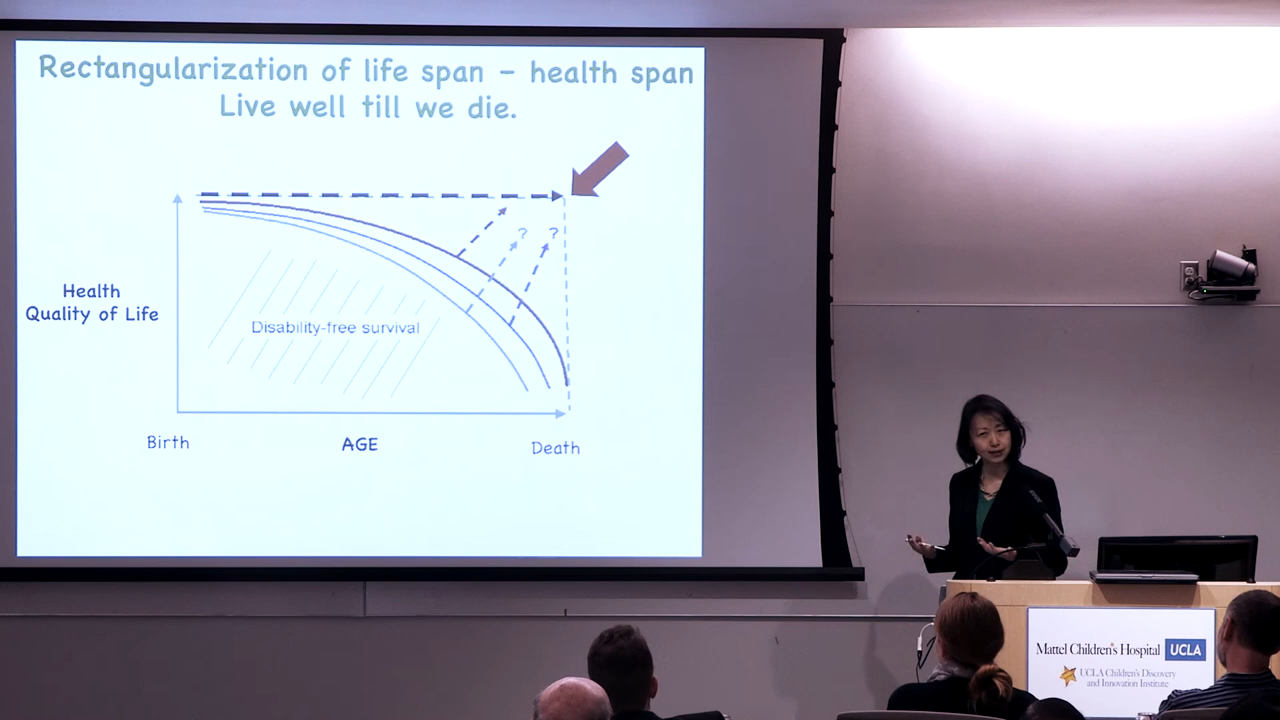 Rectangularization of life span – health span
Live well till we die.
?
?
Health
Quality of Life
Disability-free survival
Birth
AGE
Death
Mattel Children's Hospital UCLA
UCLA Children's Discovery
and Innovation Institute